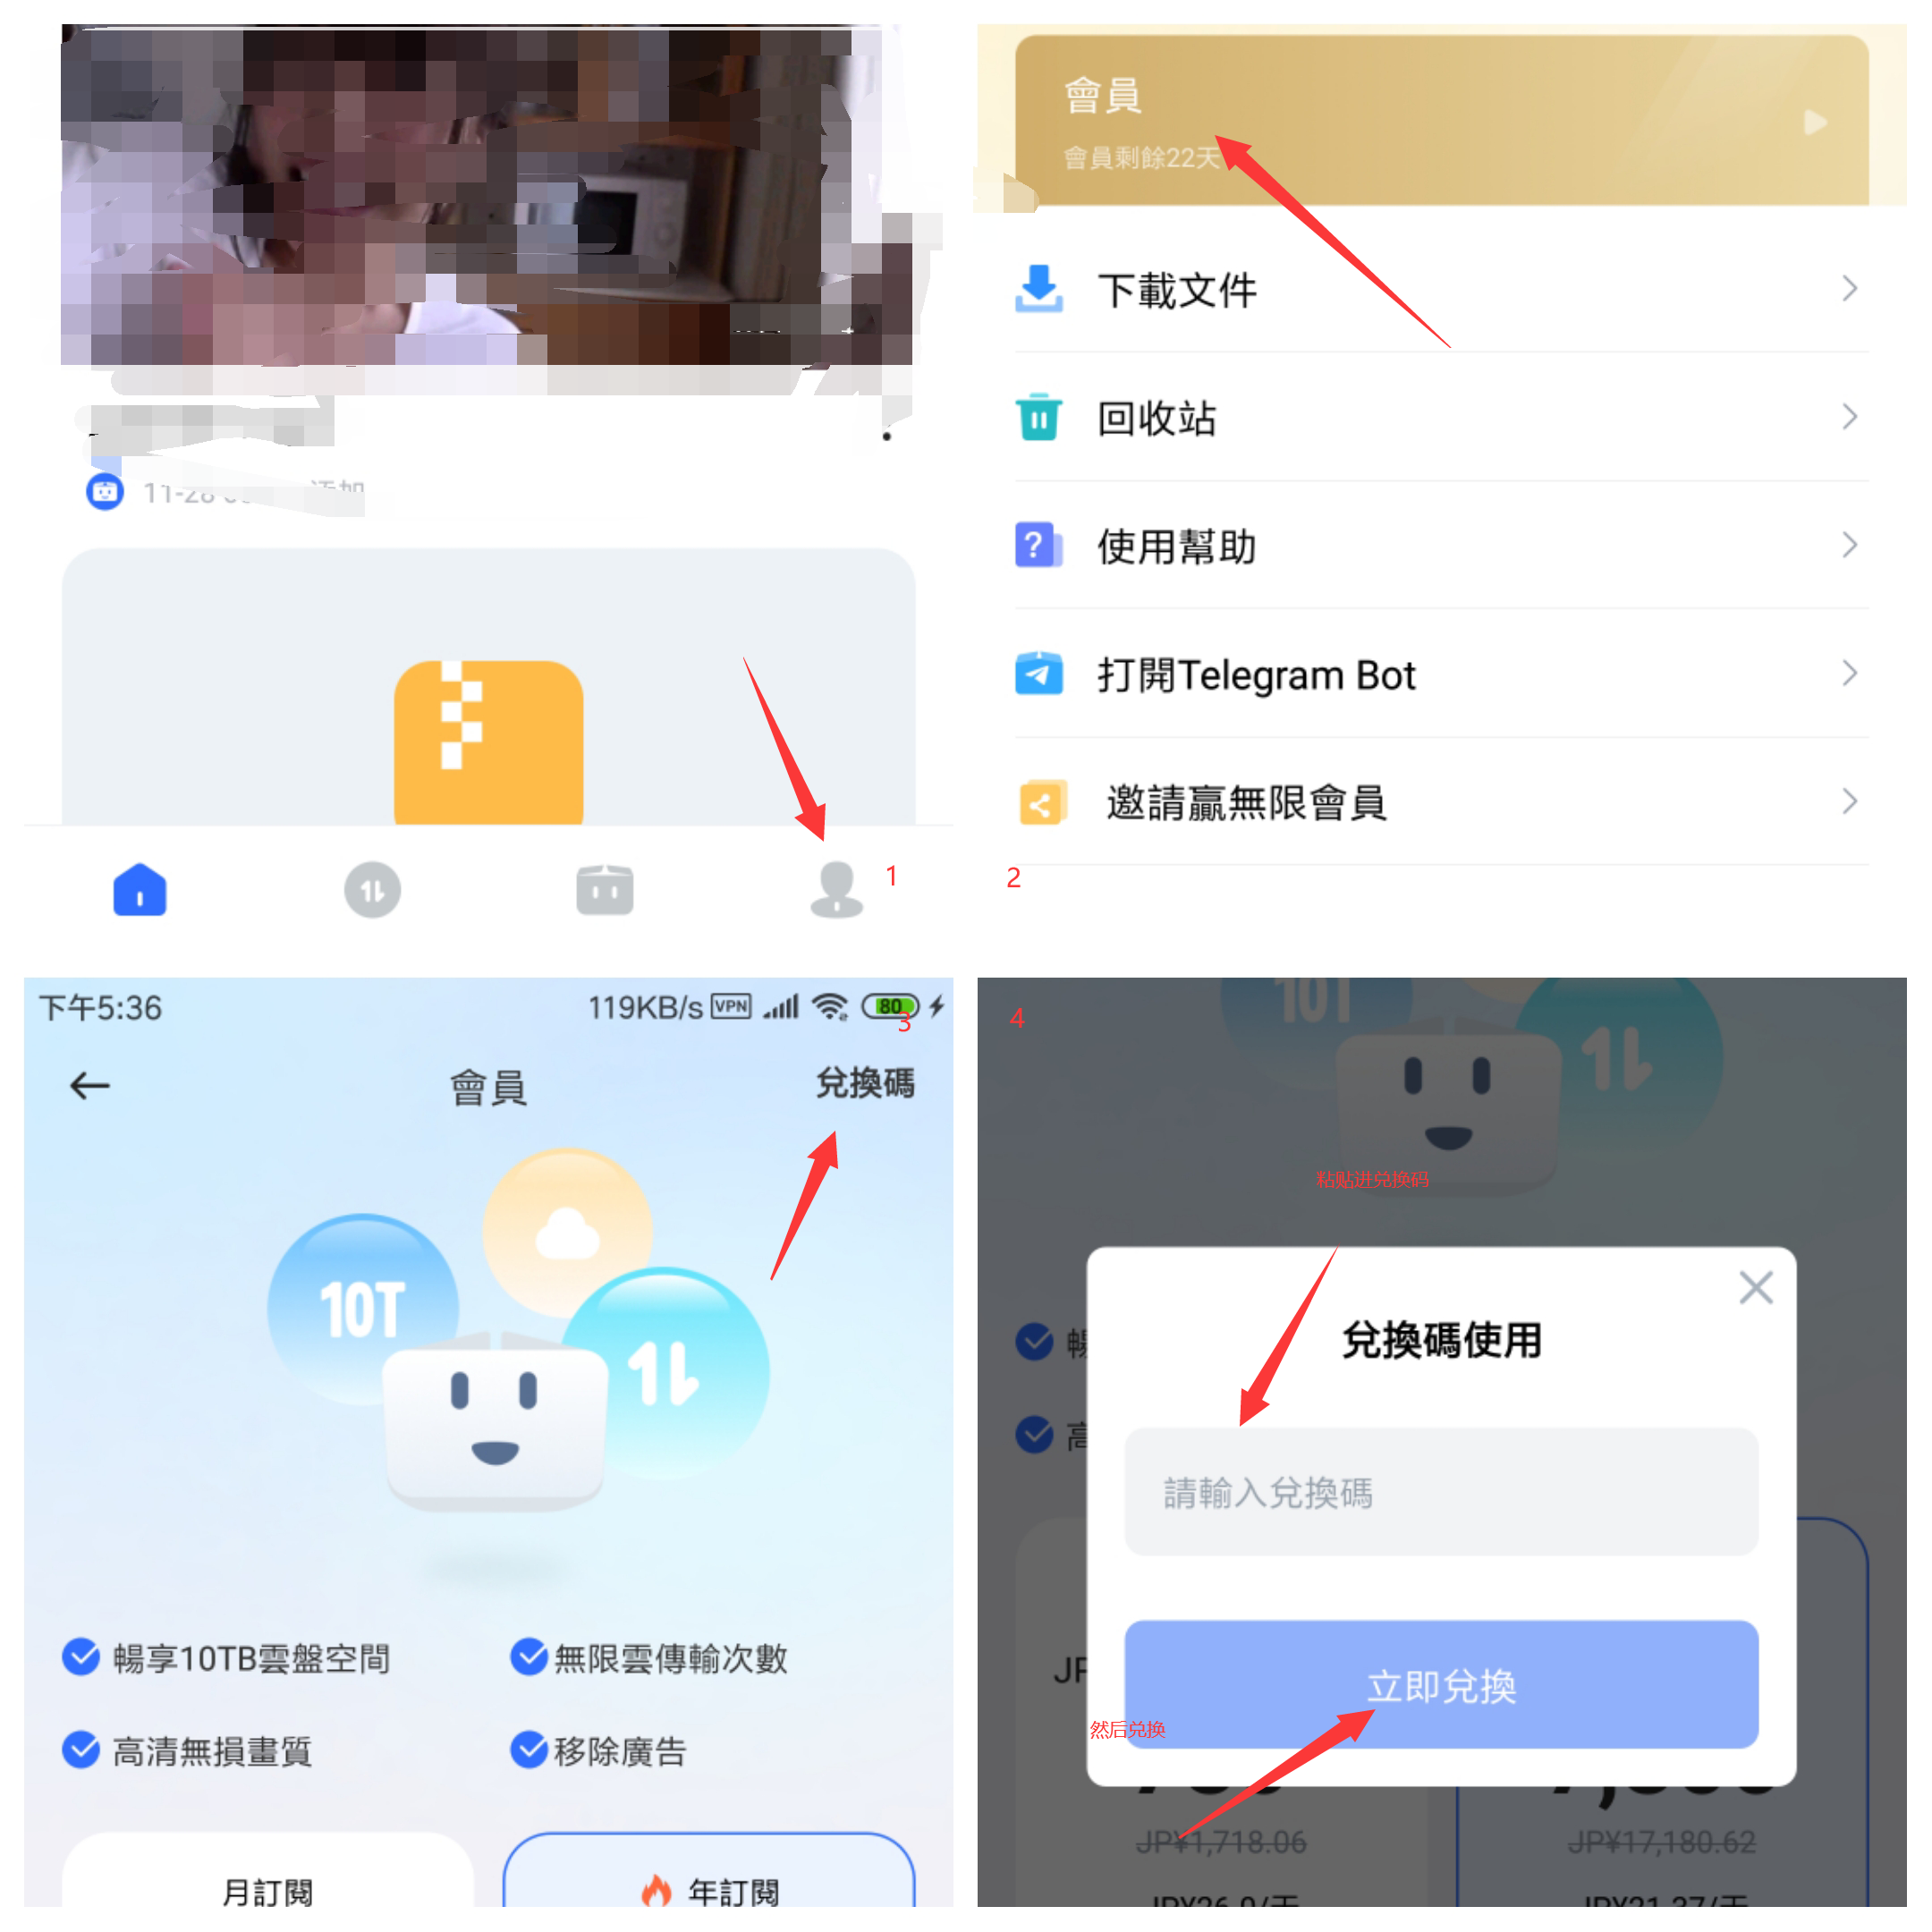 11-28
添加
1
會員
會員剩餘22天
下載文件
回收站
使用幫助
打開Telegram Bot
邀請贏無限會員
2
下午5:36
119KB/s VPN 80
3
會員
兌換碼
10T
暢享10TB雲盤空間
無限雲傳輸次數
高清無損畫質
移除廣告
月訂閱
年訂閱
10T
4
粘贴进兑换码
兌換碼使用
暢
請輸入兌換碼
高
JP
立即兌換
然后兑换
JP¥1,718.06
JP¥17,180.62
JPY26.0/天
JPY21.37/天